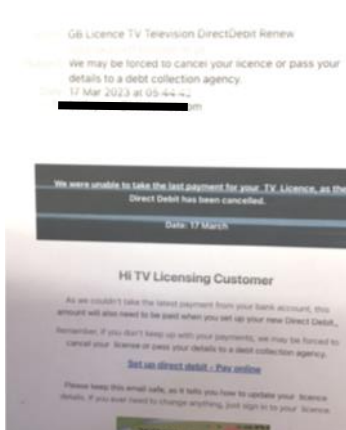 GB Licence TV Television DirectDebit Renew
We may be forced to cancel your licence or pass your
details to a debt collection agency.
17 Mar 2023 at 05:44:42
om
We were unable to take the last payment for your TV Licence, as the
Direct Debit has been cancelled.
Date: 17 March
Hi TV Licensing Customer
As we couldn't take the latest payment from your bank account, this
amount will also need to be paid when you set up your new Direct Debit.
Remember, if you don't keep up with your payments, we may be forced to
cancel your license or pass your details to a debt collection agency.
Set up direct debit - Pay online
Please keep this email safe, as it tells you how to update your licence
details. If you ever need to change anything, just sign in to your licence